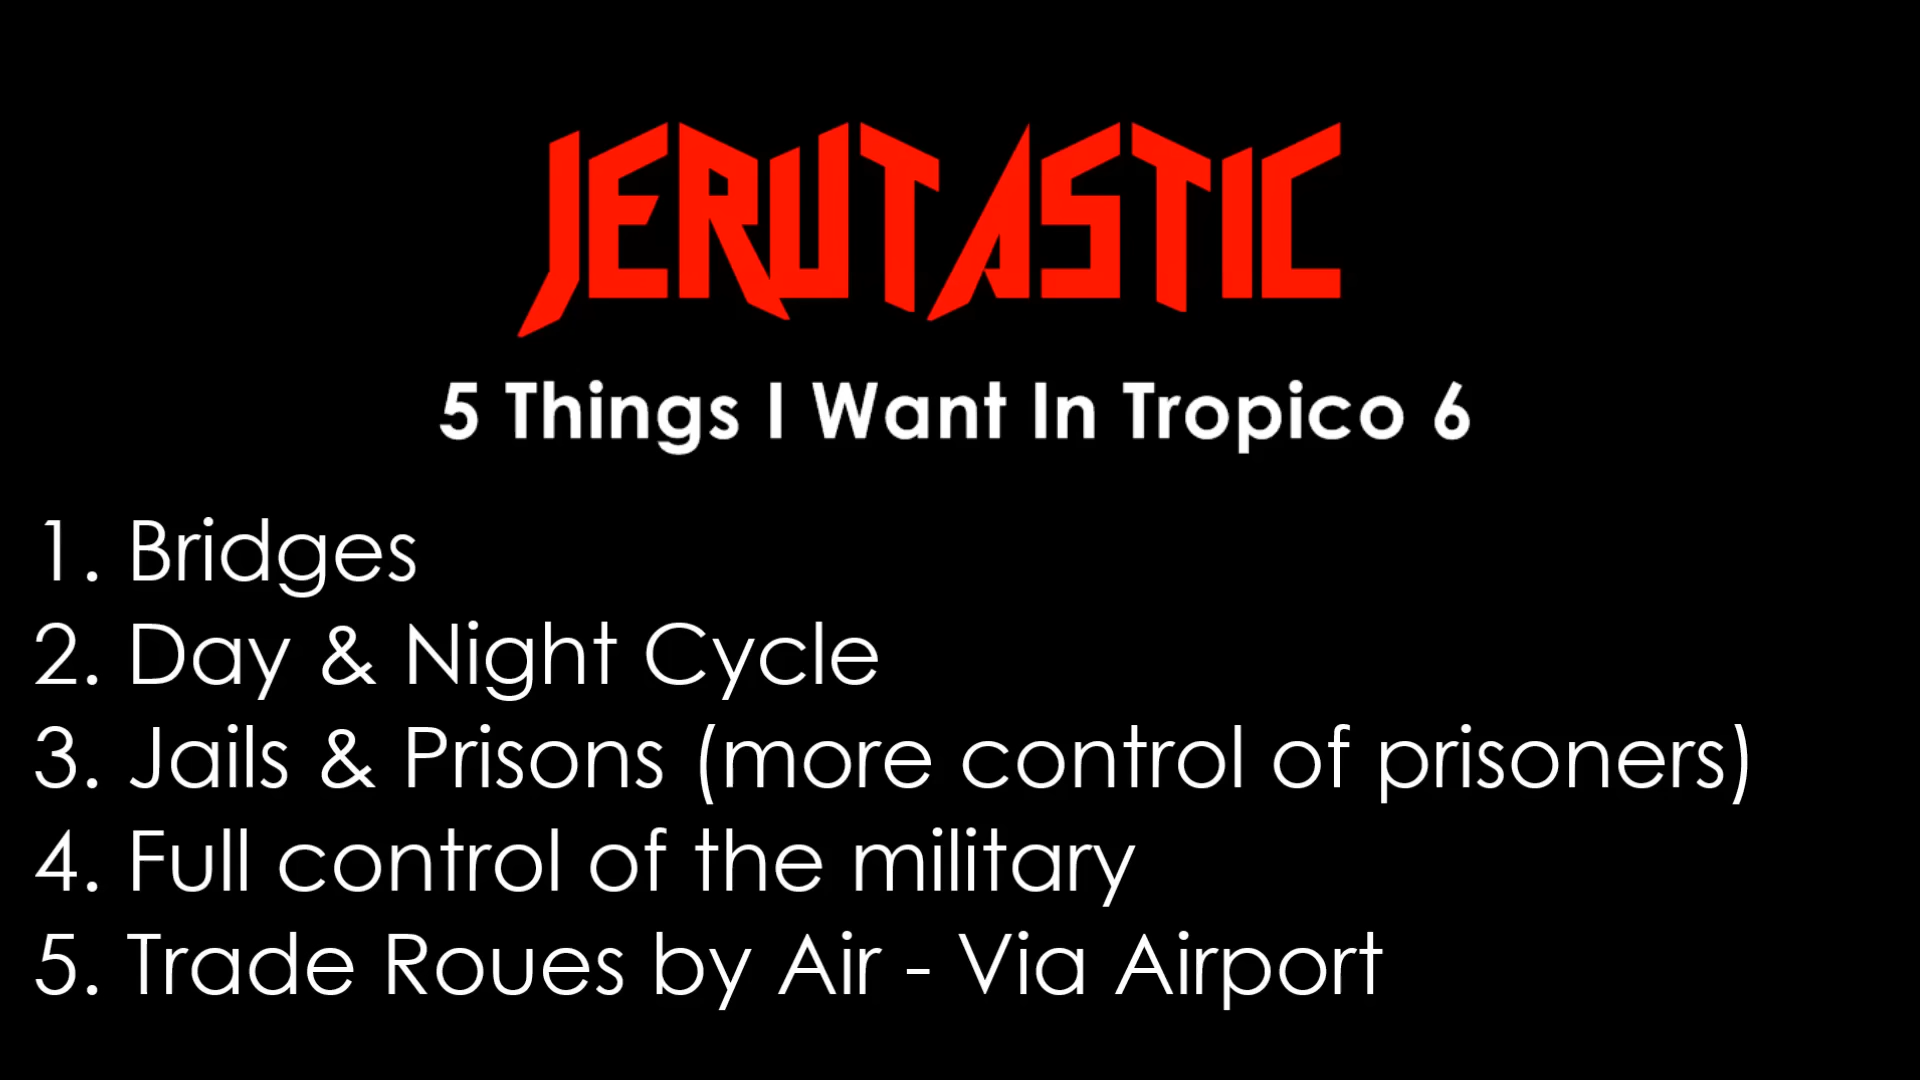 JERUTASTIC
5 Things I Want In Tropico 6
1. Bridges
2. Day & Night Cycle
3. Jails & Prisons (more control of prisoners)
4. Full control of the military
5. Trade Roues by Air - Via Airport